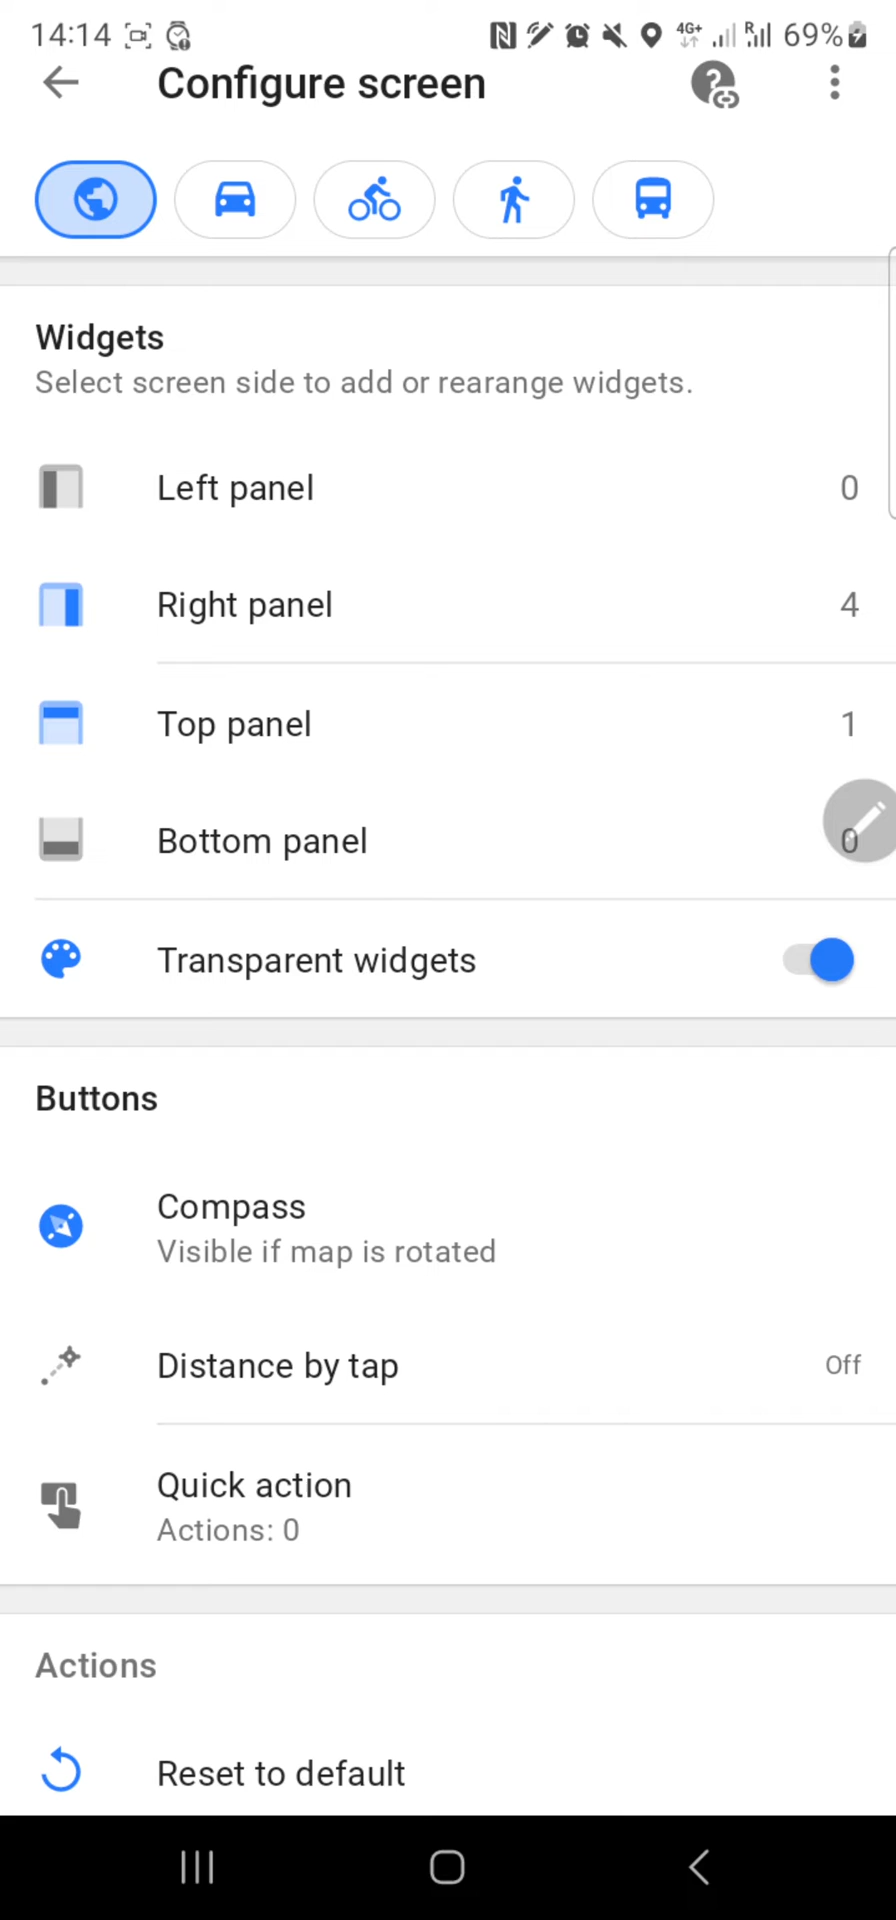 14:14 4G+ R 69%
Configure screen
Widgets
Select screen side to add or rearrange widgets.
Left panel 0
Right panel 4
Top panel 1
Bottom panel 0
Transparent widgets
Buttons
Compass
Visible if map is rotated
Distance by tap Off
Quick action
Actions: 0
Actions
Reset to default